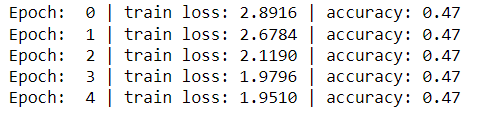 Epoch:  0 | train loss: 2.8916 | accuracy: 0.47
Epoch:  1 | train loss: 2.6784 | accuracy: 0.47
Epoch:  2 | train loss: 2.1190 | accuracy: 0.47
Epoch:  3 | train loss: 1.9796 | accuracy: 0.47
Epoch:  4 | train loss: 1.9510 | accuracy: 0.47